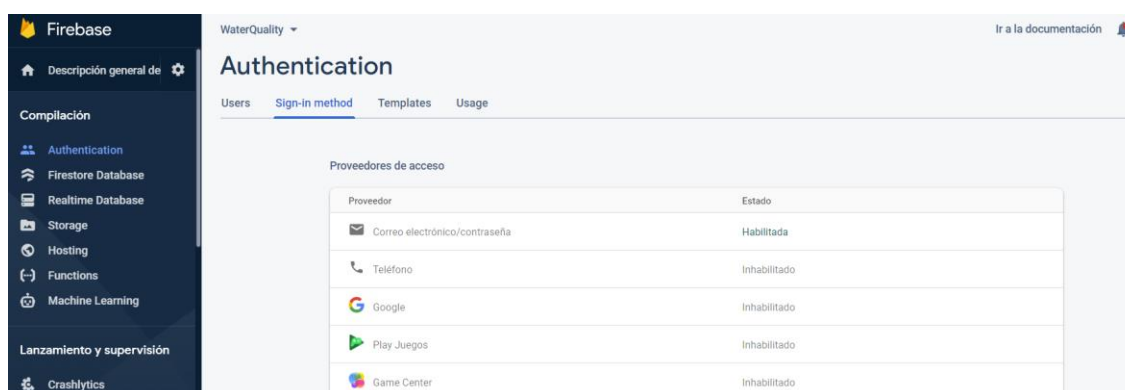 Firebase
WaterQuality
Ir a la documentación
Descripción general de
Authentication
Users Sign-in method Templates Usage
Compilación
Authentication
Firestore Database
Realtime Database
Storage
Hosting
Functions
Machine Learning
Lanzamiento y supervisión
Crashlytics
Proveedores de acceso
Proveedor Estado
Correo electrónico/contraseña Habilitada
Teléfono Inhabilitado
Google Inhabilitado
Play Juegos Inhabilitado
Game Center Inhabilitado